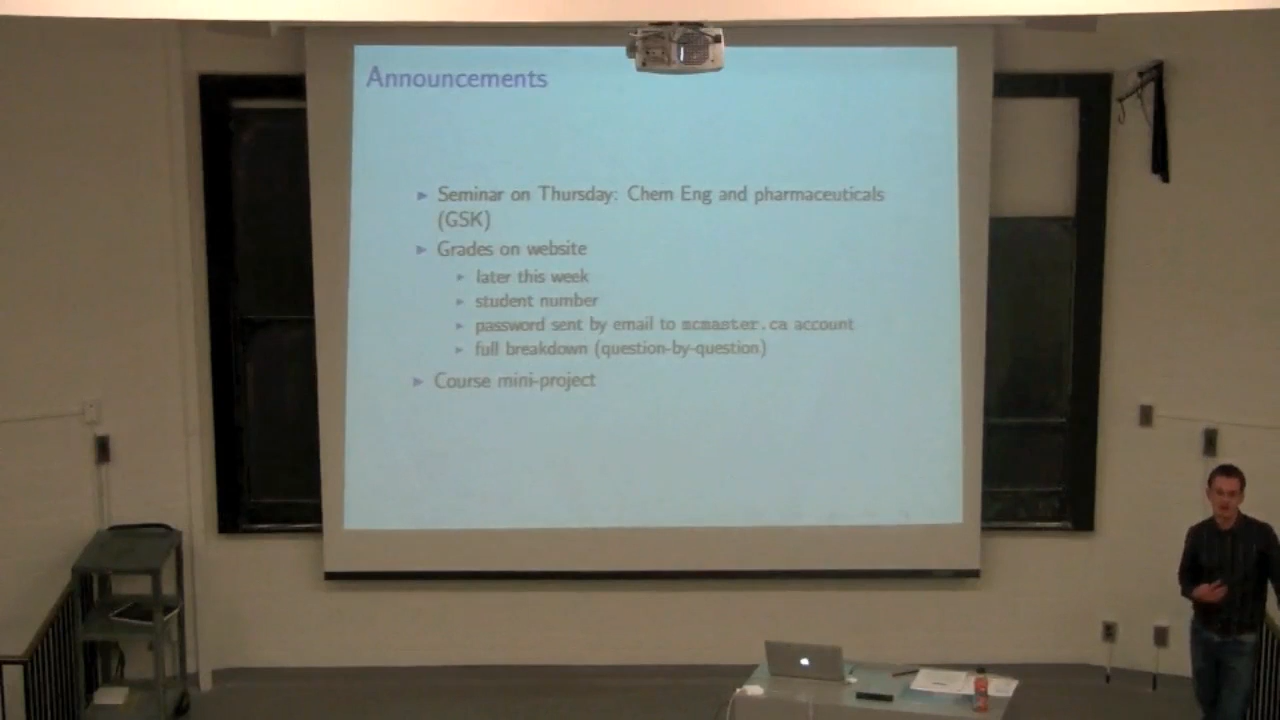 Announcements
► Seminar on Thursday: Chem Eng and pharmaceuticals
(GSK)
► Grades on website
► later this week
► student number
► password sent by email to mcmaster.ca account
► full breakdown (question-by-question)
► Course mini-project